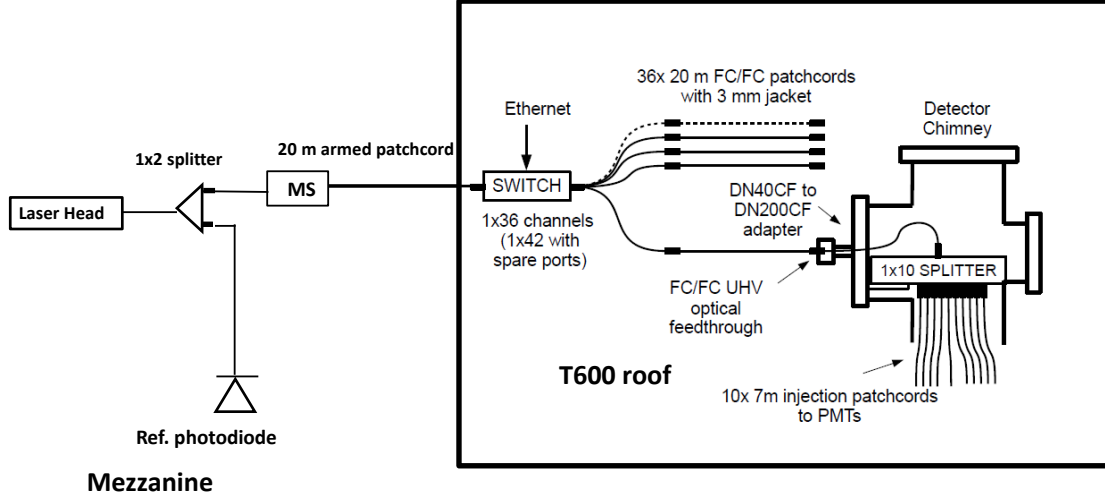 36x 20 m FC/FC patchcords
with 3 mm jacket
Ethernet
Detector
Chimney
1x2 splitter
20 m armed patchcord
MS
SWITCH
Laser Head
DN40CF to
DN200CF
adapter
1x36 channels
(1x42 with
spare ports)
1x10 SPLITTER
FC/FC UHV
optical
feedthrough
T600 roof
10x 7m injection patchcords
to PMTs
Ref. photodiode
Mezzanine